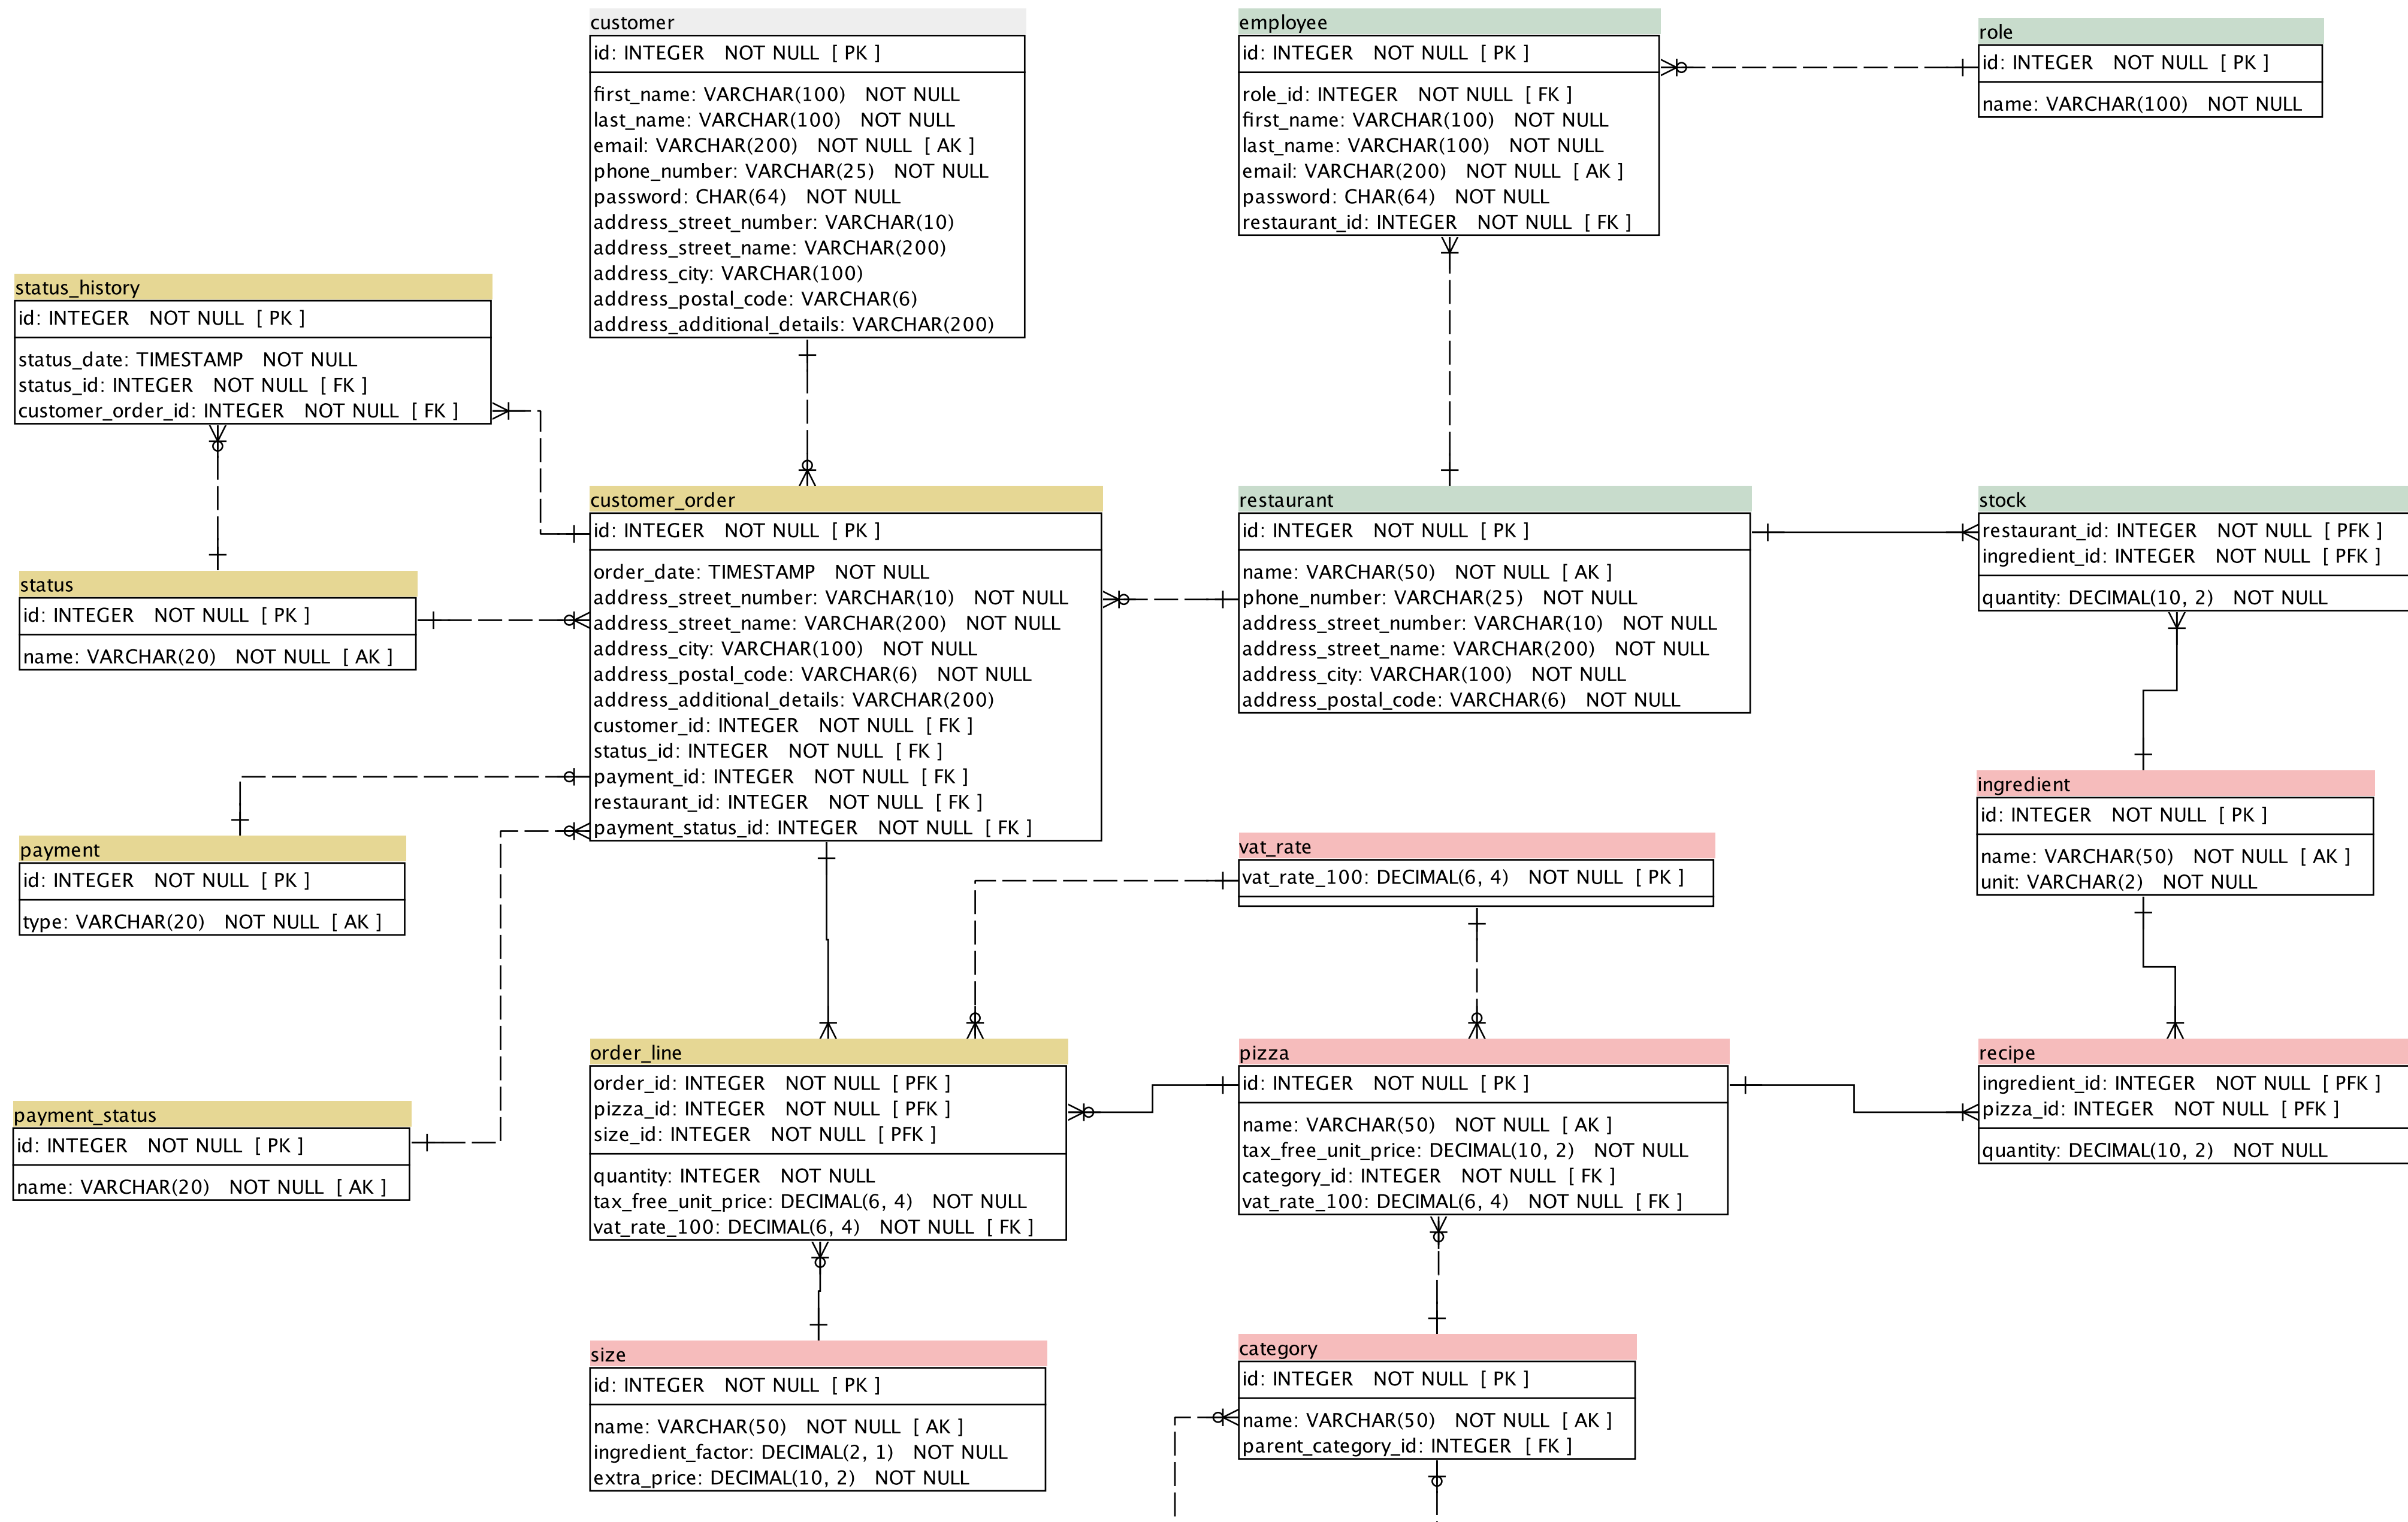 customer
id: INTEGER NOT NULL [ PK ]
first_name: VARCHAR(100) NOT NULL
last_name: VARCHAR(100) NOT NULL
email: VARCHAR(200) NOT NULL [ AK ]
phone_number: VARCHAR(25) NOT NULL
password: CHAR(64) NOT NULL
address_street_number: VARCHAR(10)
address_street_name: VARCHAR(200)
address_city: VARCHAR(100)
address_postal_code: VARCHAR(6)
address_additional_details: VARCHAR(200)
employee
id: INTEGER NOT NULL [ PK ]
role_id: INTEGER NOT NULL [ FK ]
first_name: VARCHAR(100) NOT NULL
last_name: VARCHAR(100) NOT NULL
email: VARCHAR(200) NOT NULL [ AK ]
password: CHAR(64) NOT NULL
restaurant_id: INTEGER NOT NULL [ FK ]
role
id: INTEGER NOT NULL [ PK ]
name: VARCHAR(100) NOT NULL
status_history
id: INTEGER NOT NULL [ PK ]
status_date: TIMESTAMP NOT NULL
status_id: INTEGER NOT NULL [ FK ]
customer_order_id: INTEGER NOT NULL [ FK ]
customer_order
id: INTEGER NOT NULL [ PK ]
order_date: TIMESTAMP NOT NULL
address_street_number: VARCHAR(10) NOT NULL
address_street_name: VARCHAR(200) NOT NULL
address_city: VARCHAR(100) NOT NULL
address_postal_code: VARCHAR(6) NOT NULL
address_additional_details: VARCHAR(200)
customer_id: INTEGER NOT NULL [ FK ]
status_id: INTEGER NOT NULL [ FK ]
payment_id: INTEGER NOT NULL [ FK ]
restaurant_id: INTEGER NOT NULL [ FK ]
payment_status_id: INTEGER NOT NULL [ FK ]
restaurant
id: INTEGER NOT NULL [ PK ]
name: VARCHAR(50) NOT NULL [ AK ]
phone_number: VARCHAR(25) NOT NULL
address_street_number: VARCHAR(10) NOT NULL
address_street_name: VARCHAR(200) NOT NULL
address_city: VARCHAR(100) NOT NULL
address_postal_code: VARCHAR(6) NOT NULL
stock
restaurant_id: INTEGER NOT NULL [ PFK ]
ingredient_id: INTEGER NOT NULL [ PFK ]
quantity: DECIMAL(10, 2) NOT NULL
status
id: INTEGER NOT NULL [ PK ]
name: VARCHAR(20) NOT NULL [ AK ]
ingredient
id: INTEGER NOT NULL [ PK ]
name: VARCHAR(50) NOT NULL [ AK ]
unit: VARCHAR(2) NOT NULL
payment
id: INTEGER NOT NULL [ PK ]
type: VARCHAR(20) NOT NULL [ AK ]
vat_rate
vat_rate_100: DECIMAL(6, 4) NOT NULL [ PK ]
order_line
order_id: INTEGER NOT NULL [ PFK ]
pizza_id: INTEGER NOT NULL [ PFK ]
size_id: INTEGER NOT NULL [ PFK ]
quantity: INTEGER NOT NULL
tax_free_unit_price: DECIMAL(6, 4) NOT NULL
vat_rate_100: DECIMAL(6, 4) NOT NULL [ FK ]
pizza
id: INTEGER NOT NULL [ PK ]
name: VARCHAR(50) NOT NULL [ AK ]
tax_free_unit_price: DECIMAL(10, 2) NOT NULL
category_id: INTEGER NOT NULL [ FK ]
vat_rate_100: DECIMAL(6, 4) NOT NULL [ FK ]
recipe
ingredient_id: INTEGER NOT NULL [ PFK ]
pizza_id: INTEGER NOT NULL [ PFK ]
quantity: DECIMAL(10, 2) NOT NULL
payment_status
id: INTEGER NOT NULL [ PK ]
name: VARCHAR(20) NOT NULL [ AK ]
size
id: INTEGER NOT NULL [ PK ]
name: VARCHAR(50) NOT NULL [ AK ]
ingredient_factor: DECIMAL(2, 1) NOT NULL
extra_price: DECIMAL(10, 2) NOT NULL
category
id: INTEGER NOT NULL [ PK ]
name: VARCHAR(50) NOT NULL [ AK ]
parent_category_id: INTEGER [ FK ]